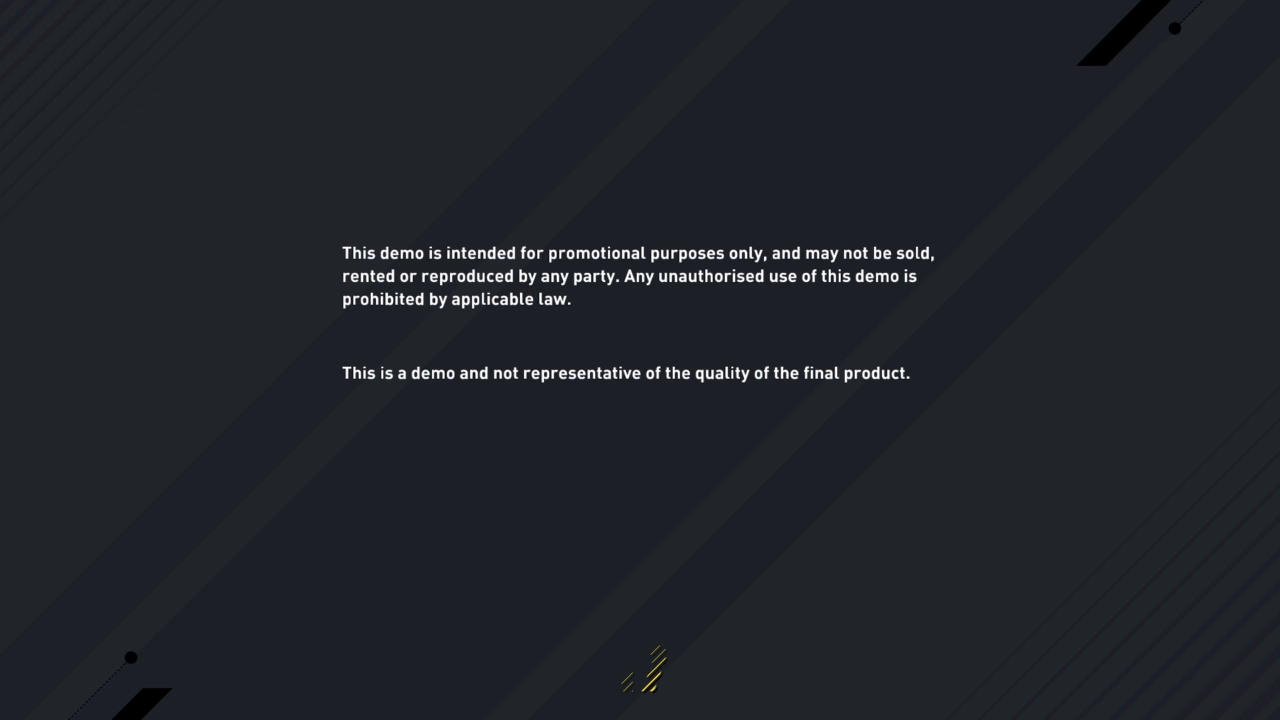 This demo is intended for promotional purposes only, and may not be sold,
rented or reproduced by any party. Any unauthorised use of this demo is
prohibited by applicable law.
This is a demo and not representative of the quality of the final product.